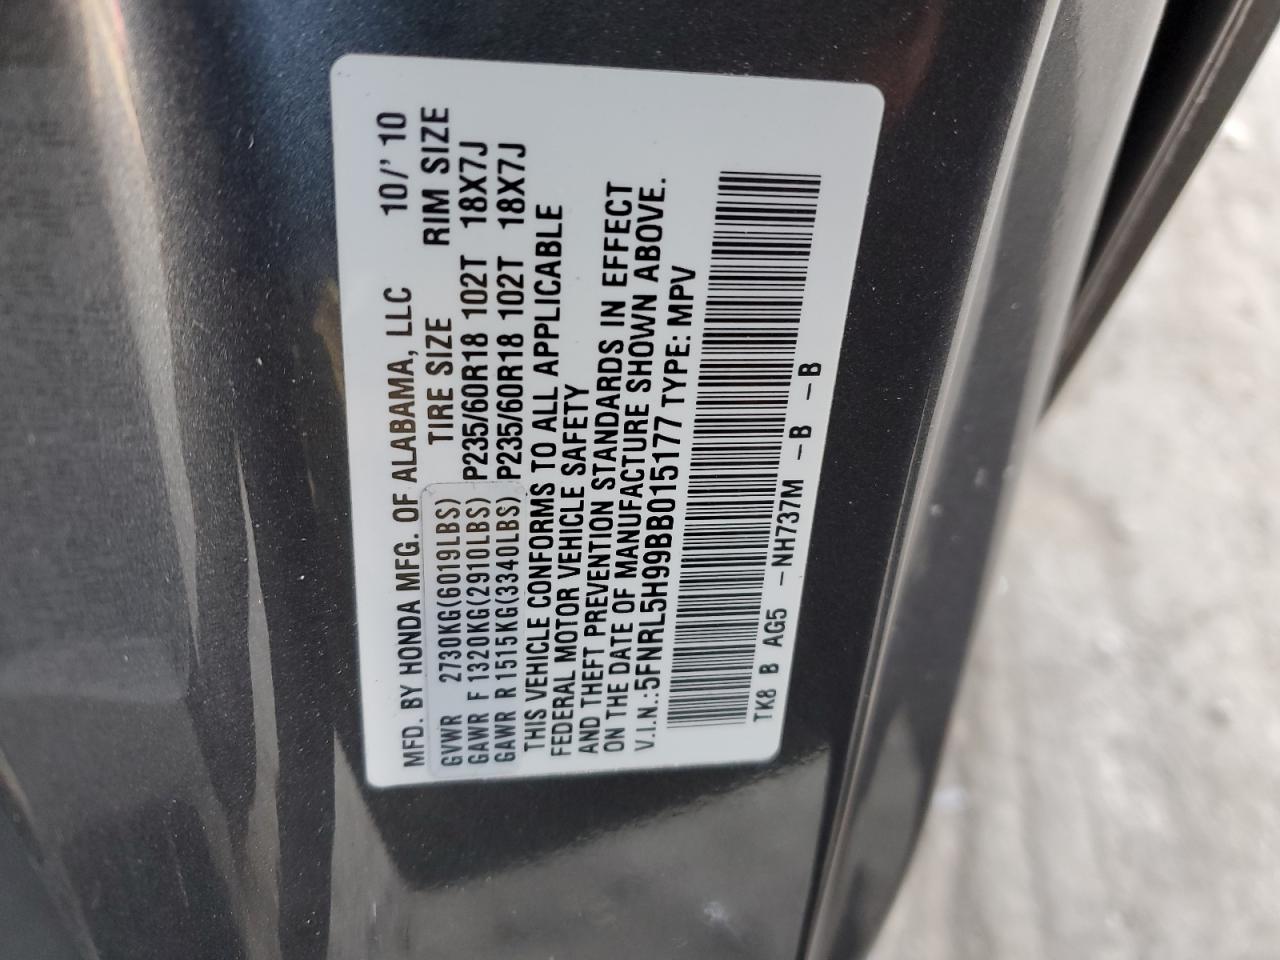 MFD. BY HONDA MFG. OF ALABAMA, LLC 10/' 10
TIRE SIZE RIM SIZE
GVWR 2730KG(6019LBS)
GAWR F 1320KG(2910LBS) P235/60R18 102T 18X7J
GAWR R 1515KG(3340LBS) P235/60R18 102T 18X7J
THIS VEHICLE CONFORMS TO ALL APPLICABLE
FEDERAL MOTOR VEHICLE SAFETY
AND THEFT PREVENTION STANDARDS IN EFFECT
ON THE DATE OF MANUFACTURE SHOWN ABOVE.
V.I.N.:5FNRL5H99BB015177 TYPE: MPV
TK8 B AG5 -NH737M -B -B